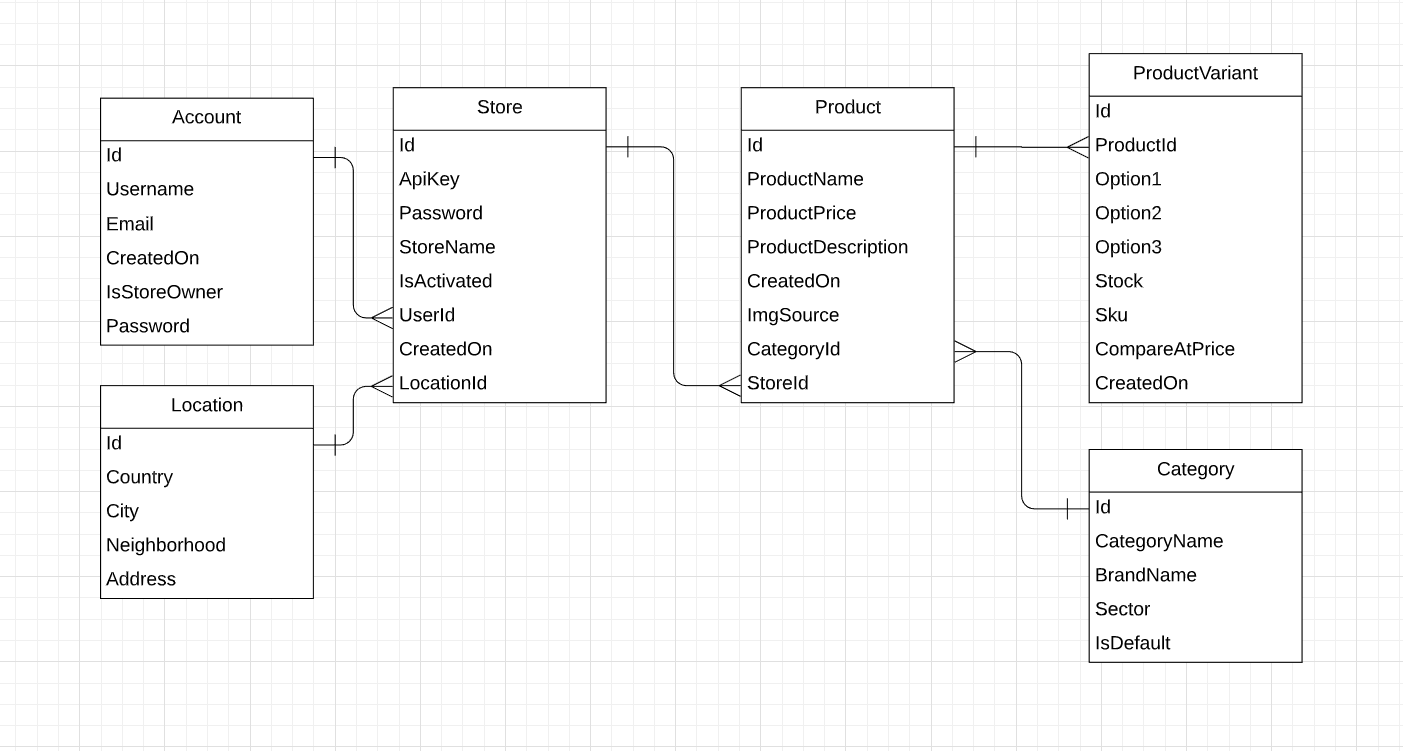 Account
Id
Username
Email
CreatedOn
IsStoreOwner
Password
Location
Id
Country
City
Neighborhood
Address
Store
Id
ApiKey
Password
StoreName
IsActivated
UserId
CreatedOn
LocationId
Product
Id
ProductName
ProductPrice
ProductDescription
CreatedOn
ImgSource
CategoryId
StoreId
ProductVariant
Id
ProductId
Option1
Option2
Option3
Stock
Sku
CompareAtPrice
CreatedOn
Category
Id
CategoryName
BrandName
Sector
IsDefault